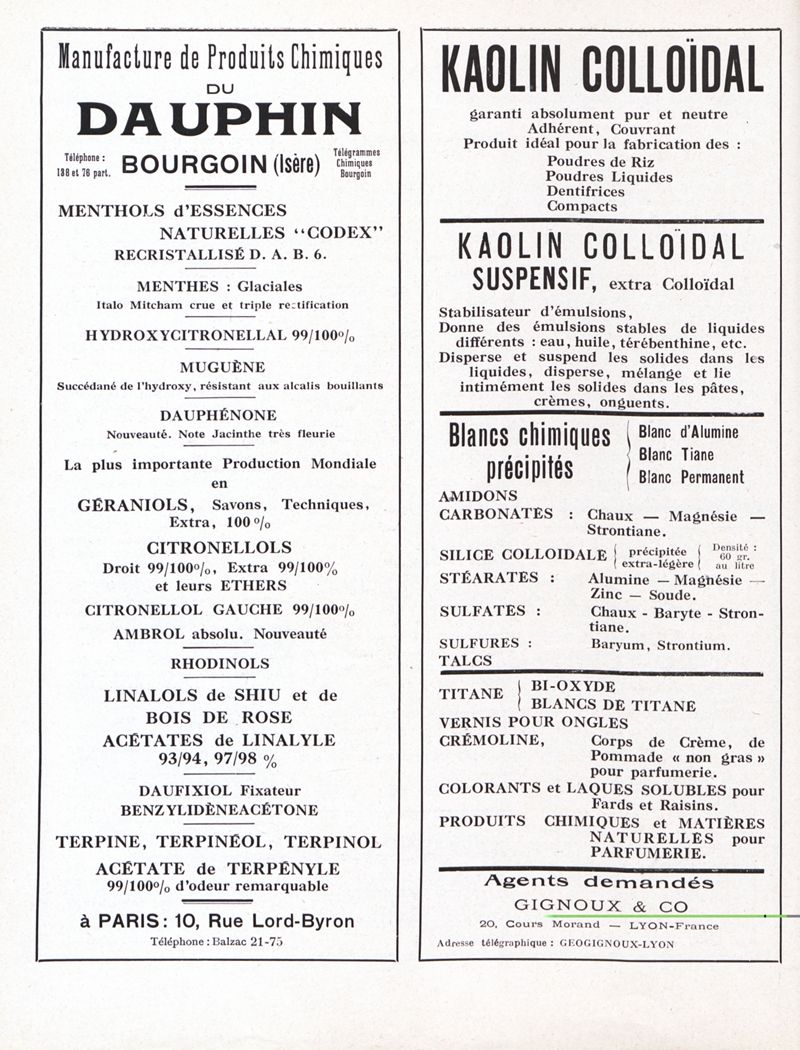 Manufacture de Produits Chimiques
DU
DAUPHIN
Téléphone :
138 et 76 part.
BOURGOIN (Isère)
Télégrammes
Chimiques
Bourgoin
MENTHOLS d'ESSENCES
NATURELLES “CODEX”
RECRISTALLISÉ D. A. B. 6.
MENTHES : Glaciales
Italo Mitcham crue et triple rectification
HYDROXYCITRONELLAL 99/100%
MUGUÈNE
Succédané de l'hydroxy, résistant aux alcalis bouillants
DAUPHÉNONE
Nouveauté. Note Jacinthe très fleurie
La plus importante Production Mondiale
en
GÉRANIOLS, Savons, Techniques,
Extra, 100%
CITRONELLOLS
Droit 99/100%, Extra 99/100%
et leurs ETHERS
CITRONELLOL GAUCHE 99/100%
AMBROL absolu. Nouveauté
RHODINOLS
LINALOLS de SHIU et de
BOIS DE ROSE
ACÉTATES de LINALYLE
93/94, 97/98 %
DAUFIXIOL Fixateur
BENZYLIDÈNEACÉTONE
TERPINE, TERPINÉOL, TERPINOL
ACÉTATE de TERPÉNYLE
99/100% d'odeur remarquable
à PARIS : 10, Rue Lord-Byron
Téléphone : Balzac 21-75
KAOLIN COLLOÏDAL
garanti absolument pur et neutre
Adhérent, Couvrant
Produit idéal pour la fabrication des :
Poudres de Riz
Poudres Liquides
Dentifrices
Compacts
KAOLIN COLLOÏDAL
SUSPENSIF, extra Colloïdal
Stabilisateur d'émulsions,
Donne des émulsions stables de liquides
différents : eau, huile, térébenthine, etc.
Disperse et suspend les solides dans les
liquides, disperse, mélange et lie
intimément les solides dans les pâtes,
crèmes, onguents.
Blancs chimiques
précipités
Blanc d'Alumine
Blanc Tiane
Blanc Permanent
AMIDONS
CARBONATES : Chaux — Magnésie —
Strontiane.
SILICE COLLOIDALE { précipitée
extra-légère {
Densité :
60 gr.
au litre
STÉARATES : Alumine — Magnésie —
Zinc — Soude.
SULFATES : Chaux - Baryte - Stron-
tiane.
SULFURES : Baryum, Strontium.
TALCS
TITANE { BI-OXYDE
BLANCS DE TITANE
VERNIS POUR ONGLES
CRÉMOLINE, Corps de Crème, de
Pommade « non gras »
pour parfumerie.
COLORANTS et LAQUES SOLUBLES pour
Fards et Raisins.
PRODUITS CHIMIQUES et MATIÈRES
NATURELLES pour
PARFUMERIE.
Agents demandés
GIGNOUX & CO
20, Cours Morand — LYON-France
Adresse télégraphique : GEOGIGNOUX-LYON